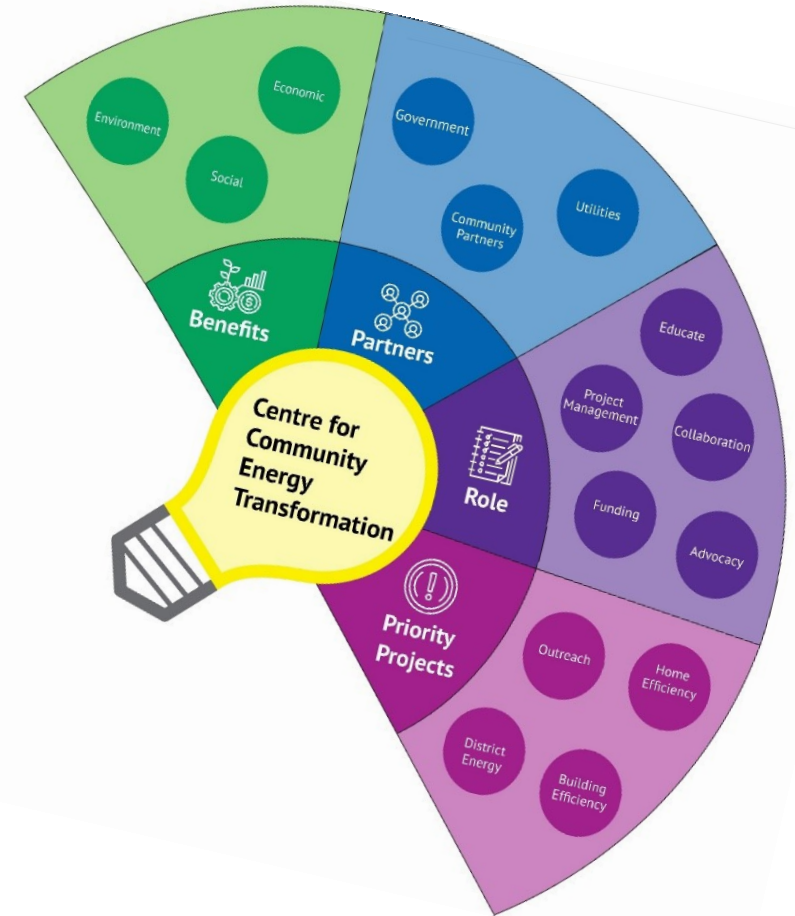 Centre for
Community
Energy
Transformation
Benefits
Environment
Economic
Social
Partners
Government
Community
Partners
Utilities
Role
Educate
Project
Management
Collaboration
Funding
Advocacy
Priority
Projects
Outreach
Home
Efficiency
District
Energy
Building
Efficiency